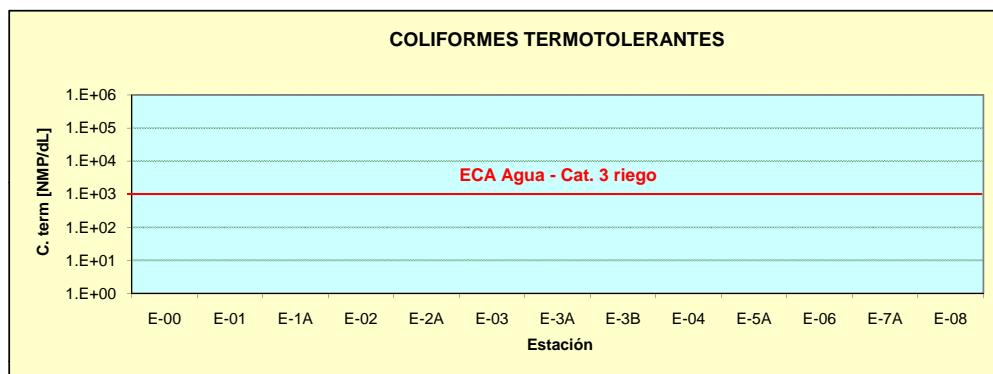 COLIFORMES TERMOTOLERANTES
C. term [NMP/dL]
1.E+06
1.E+05
1.E+04
1.E+03
1.E+02
1.E+01
1.E+00
ECA Agua - Cat. 3 riego
E-00 E-01 E-1A E-02 E-2A E-03 E-3A E-3B E-04 E-5A E-06 E-7A E-08
Estación